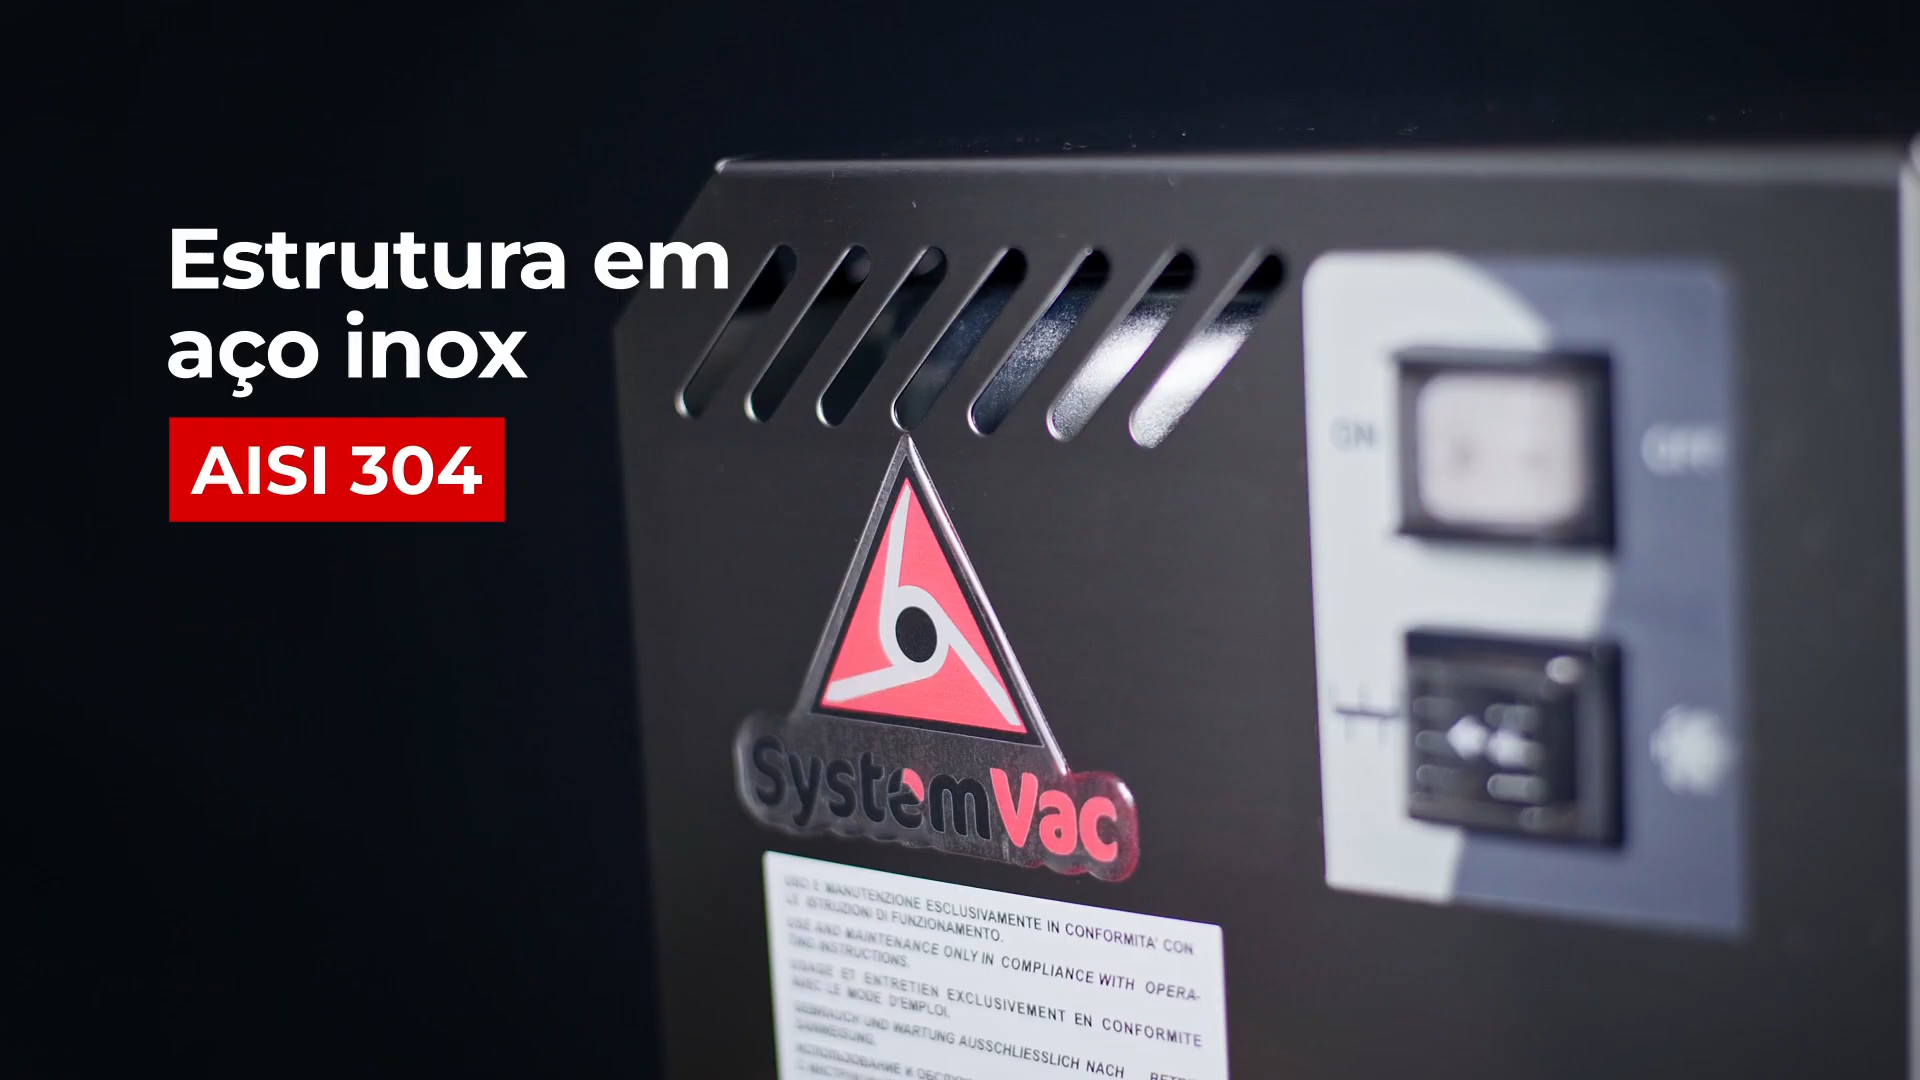 Estrutura em
aço inox
AISI 304
ON
OFF
SystemVac
USO E MANUTENZIONE ESCLUSIVAMENTE IN CONFORMITA' CON
LE ISTRUZIONI DI FUNZIONAMENTO.
USE AND MAINTENANCE ONLY IN COMPLIANCE WITH OPERA-
TING INSTRUCTIONS.
USAGE ET ENTRETIEN EXCLUSIVEMENT EN CONFORMITE
AVEC LE MODE D'EMPLOI.
GEBRAUCH UND WARTUNG AUSSCHLIESSLICH NACH